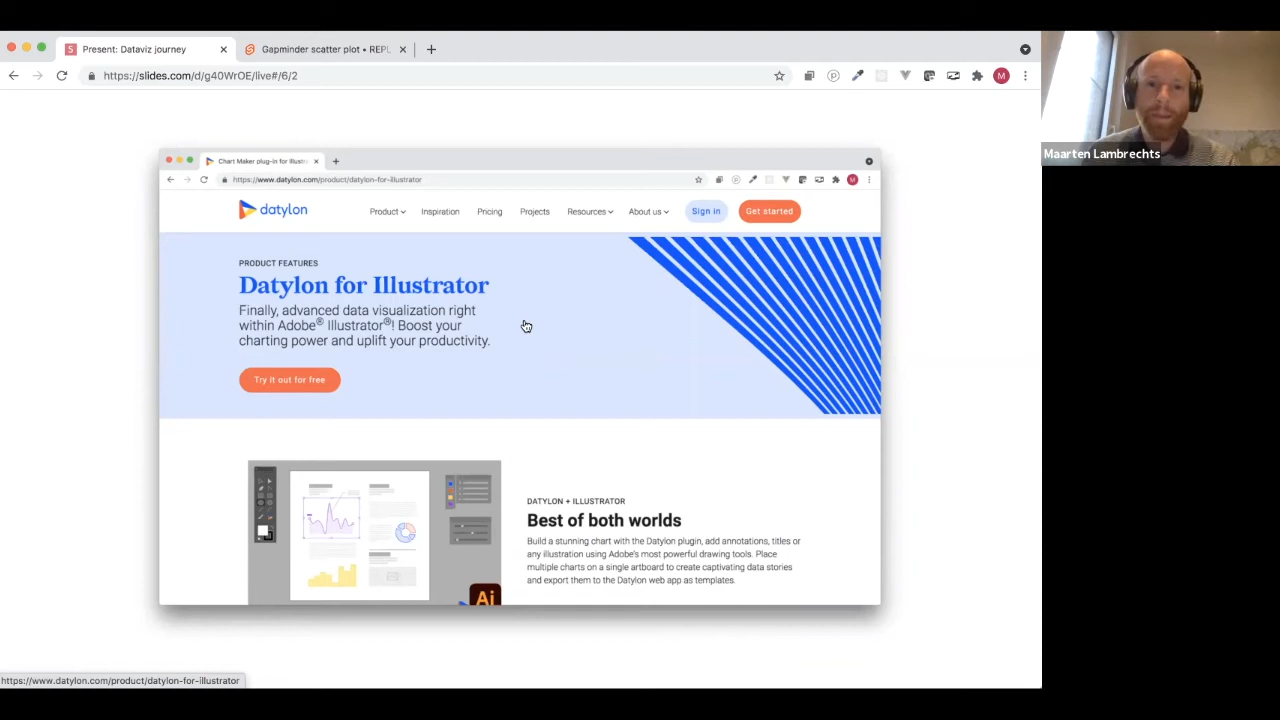 Present: Dataviz journey
Gapminder scatter plot • REPL
https://slides.com/d/g40WrOE/live#/6/2
M
Maarten Lambrechts
Chart Maker plug-in for Illustr
https://www.datylon.com/product/datylon-for-illustrator
M
datylon
Product
Inspiration
Pricing
Projects
Resources
About us
Sign in
Get started
PRODUCT FEATURES
Datylon for Illustrator
Finally, advanced data visualization right
within Adobe® Illustrator®! Boost your
charting power and uplift your productivity.
Try it out for free
DATYLON + ILLUSTRATOR
Best of both worlds
Build a stunning chart with the Datylon plugin, add annotations, titles or
any illustration using Adobe's most powerful drawing tools. Place
multiple charts on a single artboard to create captivating data stories
and export them to the Datylon web app as templates.
Ai
https://www.datylon.com/product/datylon-for-illustrator